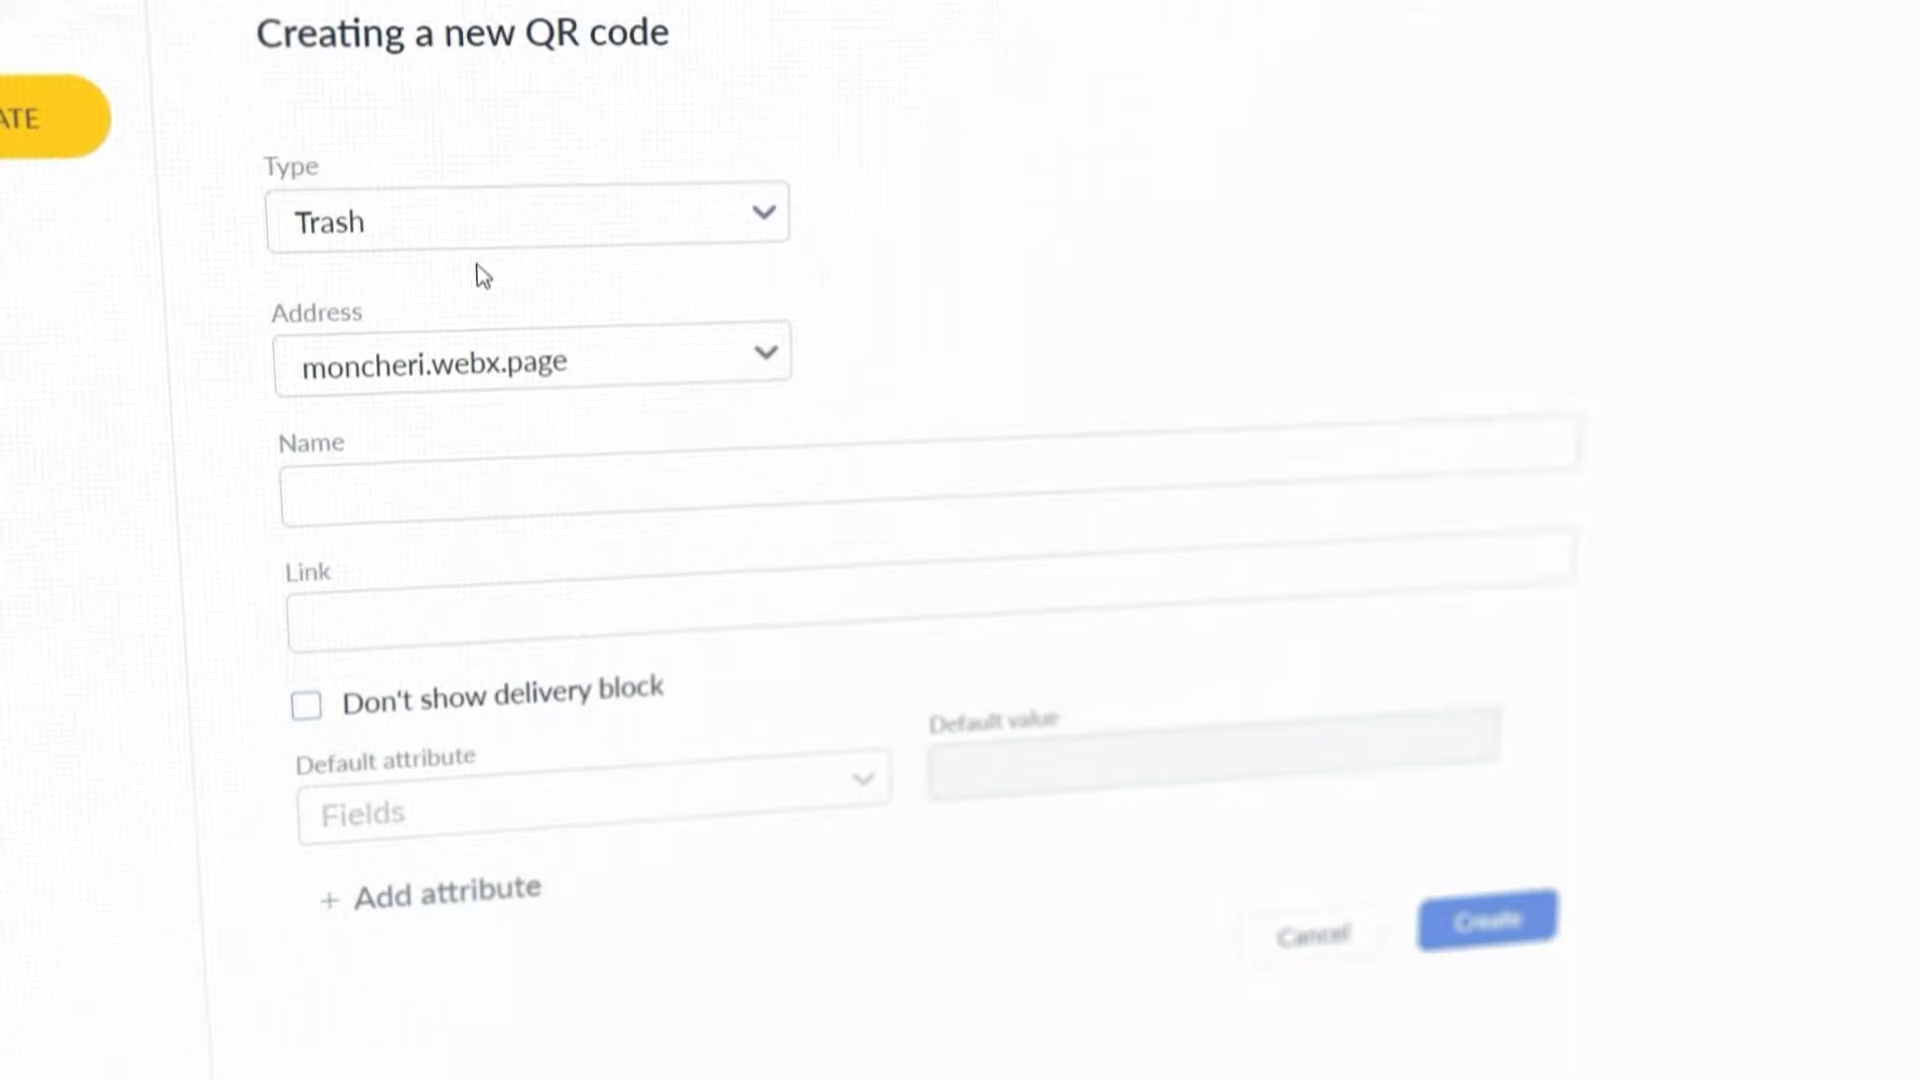 Creating a new QR code
ATE
Type
Trash
Address
moncheri.webx.page
Name
Link
Don't show delivery block
Default attribute
Default value
Fields
+ Add attribute
Cancel
Create